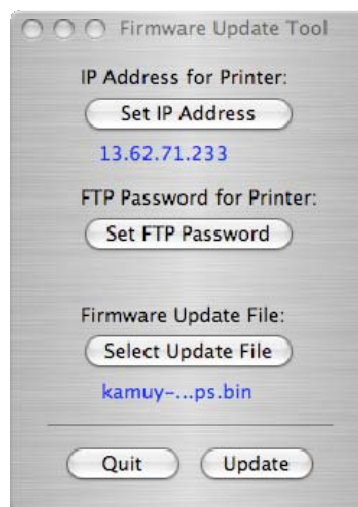 Firmware Update Tool
IP Address for Printer:
Set IP Address
13.62.71.233
FTP Password for Printer:
Set FTP Password
Firmware Update File:
Select Update File
kamuy-...ps.bin
Quit Update